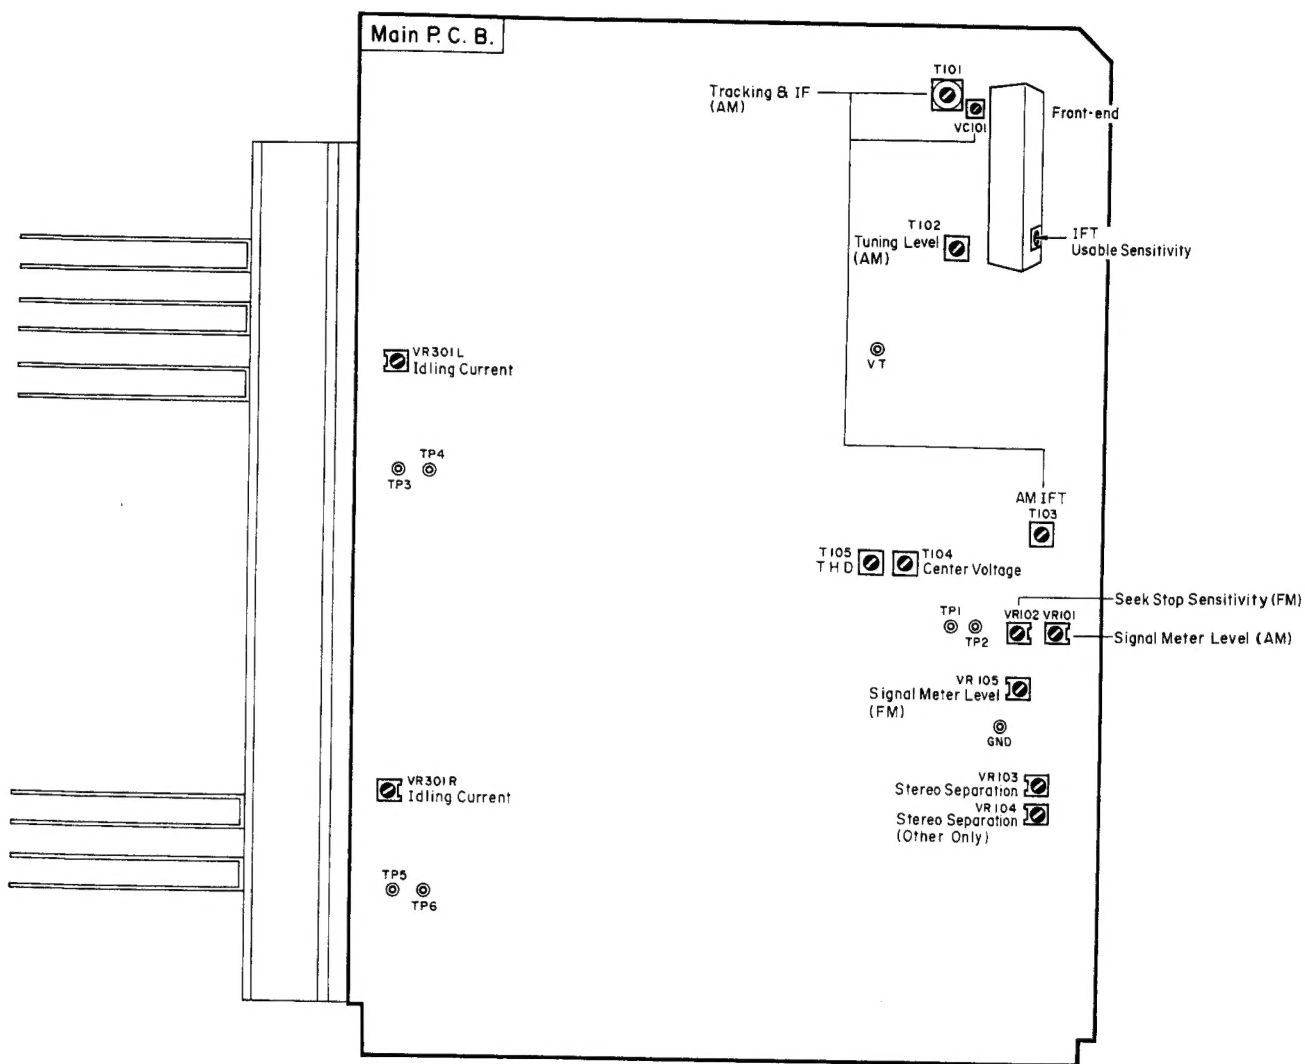 Main P. C. B.
T101
Tracking & IF
(AM)
VC101
Front-end
T102
Tuning Level
(AM)
IFT
Usable Sensitivity
VR301L
Idling Current
VT
TP4
TP3
AM IFT
T103
T105
THD
T104
Center Voltage
Seek Stop Sensitivity (FM)
TP1
TP2
VR102
VR101
Signal Meter Level (AM)
VR105
Signal Meter Level
(FM)
GND
VR301R
Idling Current
VR103
Stereo Separation
VR104
Stereo Separation
(Other Only)
TP5
TP6